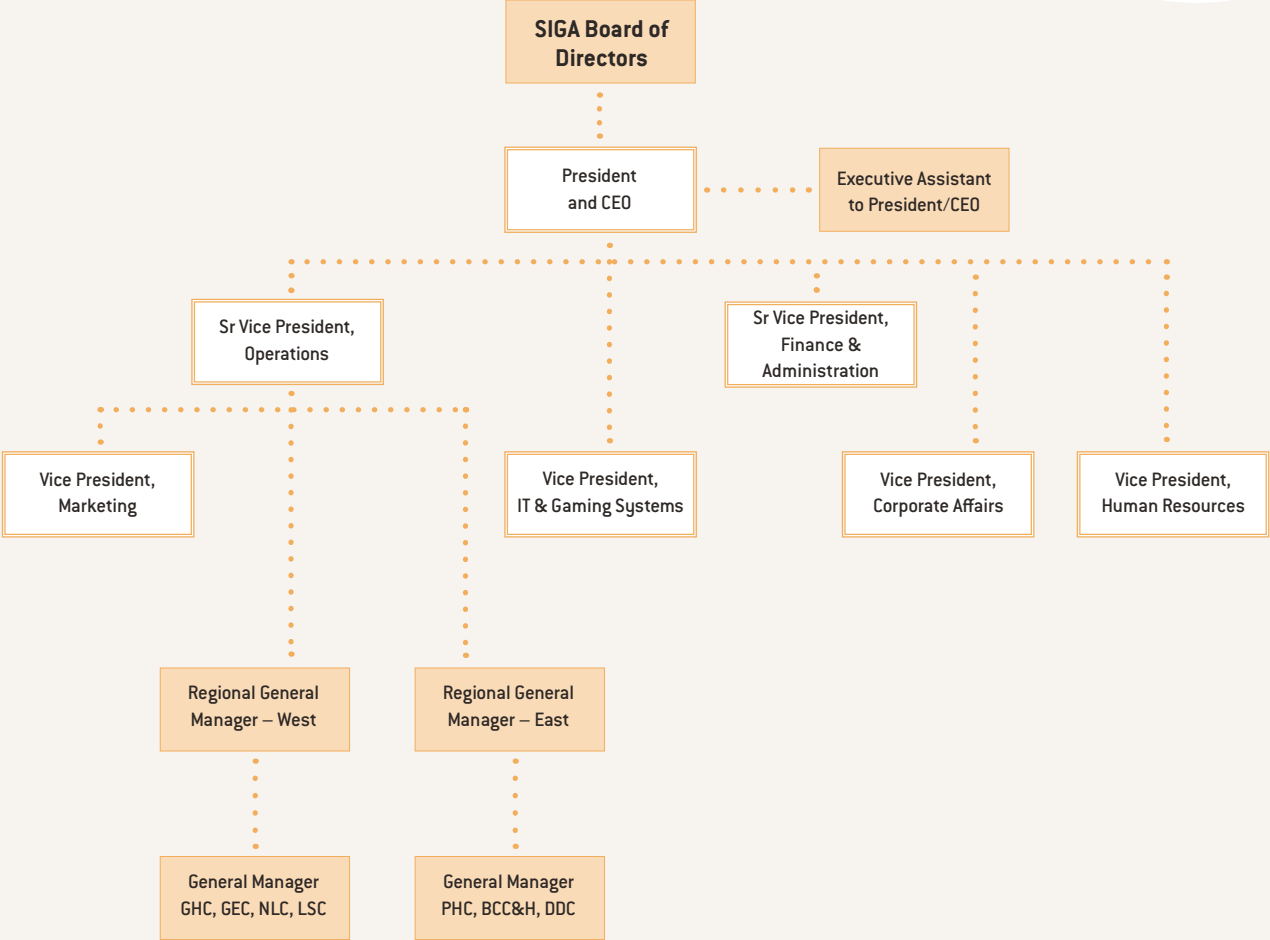 SIGA Board of
Directors
President
and CEO
Executive Assistant
to President/CEO
Sr Vice President,
Operations
Sr Vice President,
Finance &
Administration
Vice President,
Marketing
Vice President,
IT & Gaming Systems
Vice President,
Corporate Affairs
Vice President,
Human Resources
Regional General
Manager – West
Regional General
Manager – East
General Manager
GHC, GEC, NLC, LSC
General Manager
PHC, BCC&H, DDC